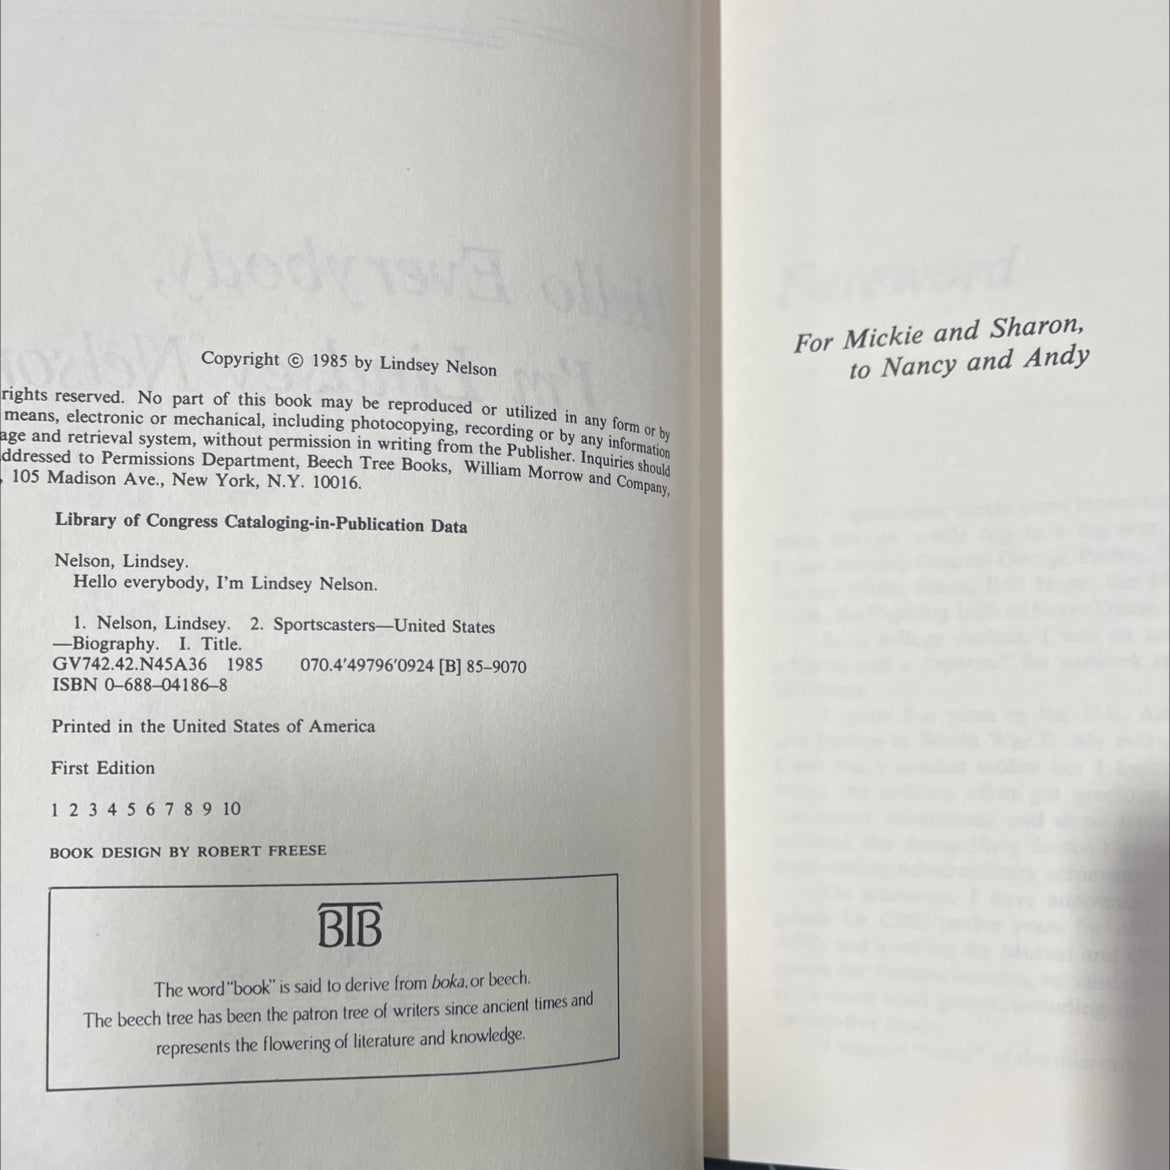 Copyright © 1985 by Lindsey Nelson
rights reserved. No part of this book may be reproduced or utilized in any form or by
means, electronic or mechanical, including photocopying, recording or by any information
age and retrieval system, without permission in writing from the Publisher. Inquiries should
ddressed to Permissions Department, Beech Tree Books, William Morrow and Company,
, 105 Madison Ave., New York, N.Y. 10016.
Library of Congress Cataloging-in-Publication Data
Nelson, Lindsey.
Hello everybody, I'm Lindsey Nelson.
1. Nelson, Lindsey. 2. Sportscasters—United States
—Biography. I. Title.
GV742.42.N45A36 1985 070.4'49796'0924 [B] 85–9070
ISBN 0–688–04186–8
Printed in the United States of America
First Edition
1 2 3 4 5 6 7 8 9 10
BOOK DESIGN BY ROBERT FREESE
BTB
The word "book" is said to derive from boka, or beech.
The beech tree has been the patron tree of writers since ancient times and
represents the flowering of literature and knowledge.
For Mickie and Sharon,
to Nancy and Andy